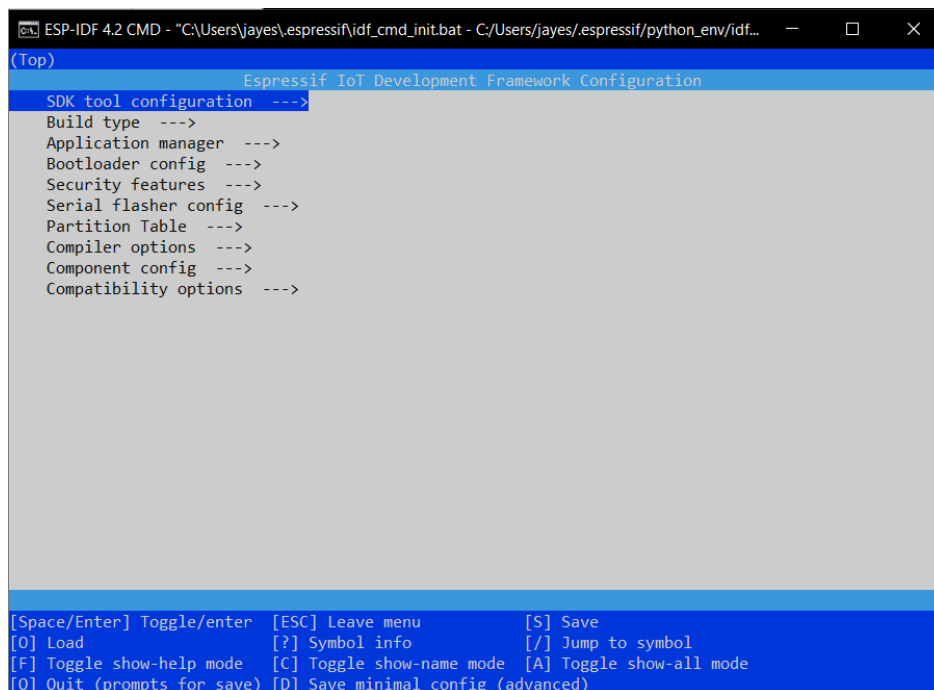 ESP-IDF 4.2 CMD - "C:\Users\jayes\.espressif\idf_cmd_init.bat - C:/Users/jayes/.espressif/python_env/idf...
(Top)
Espressif IoT Development Framework Configuration
SDK tool configuration --->
Build type --->
Application manager --->
Bootloader config --->
Security features --->
Serial flasher config --->
Partition Table --->
Compiler options --->
Component config --->
Compatibility options --->
[Space/Enter] Toggle/enter [ESC] Leave menu [S] Save
[O] Load [?] Symbol info [/] Jump to symbol
[F] Toggle show-help mode [C] Toggle show-name mode [A] Toggle show-all mode
[Q] Quit (prompts for save) [D] Save minimal config (advanced)